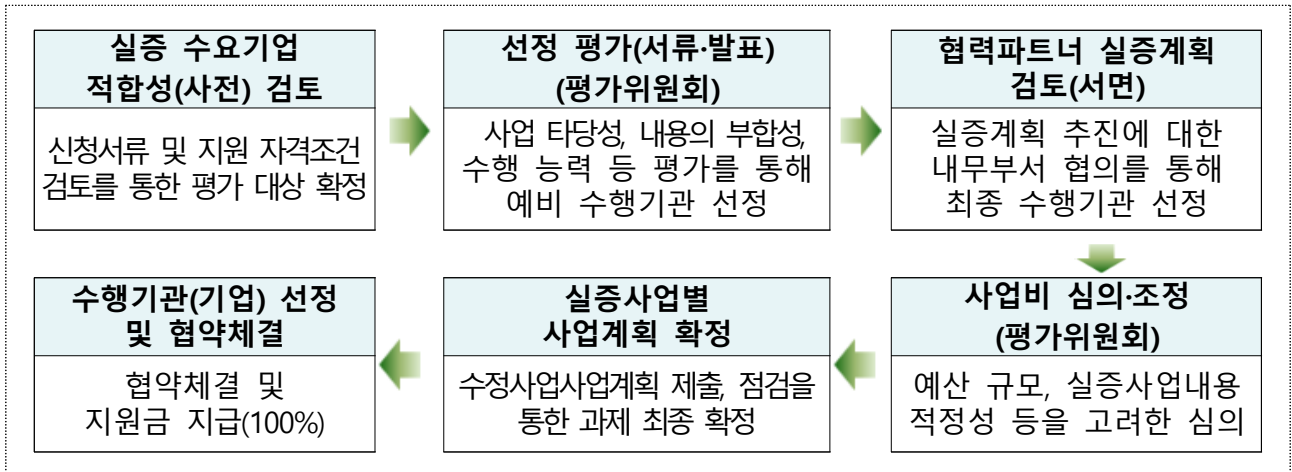 실증 수요기업
적합성(사전) 검토
신청서류 및 지원 자격조건
검토를 통한 평가 대상 확정
선정 평가(서류·발표)
(평가위원회)
사업 타당성, 내용의 부합성,
수행 능력 등 평가를 통해
예비 수행기관 선정
협력파트너 실증계획
검토(서면)
실증계획 추진에 대한
내무부서 협의를 통해
최종 수행기관 선정
사업비 심의·조정
(평가위원회)
예산 규모, 실증사업내용
적정성 등을 고려한 심의
실증사업별
사업계획 확정
수정사업사업계획 제출, 점검을
통한 과제 최종 확정
수행기관(기업) 선정
및 협약체결
협약체결 및
지원금 지급(100%)